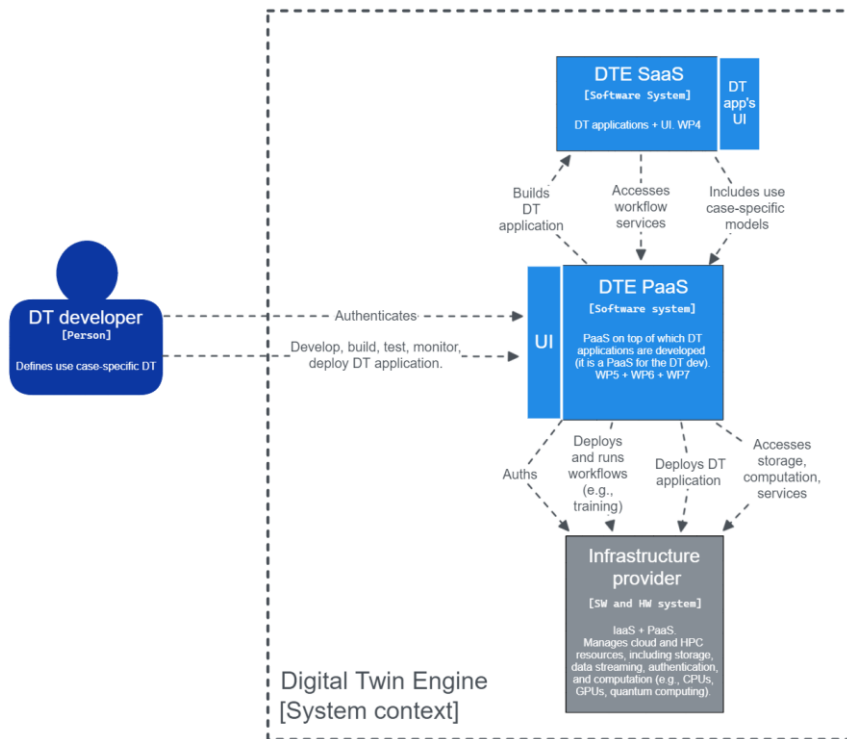 DTE SaaS
[Software System]
DT applications + UI. WP4
DT
app's
UI
Builds
DT
application
Accesses
workflow
services
Includes use
case-specific
models
DT developer
[Person]
Defines use case-specific DT
Authenticates
Develop, build, test, monitor,
deploy DT application.
UI
DTE PaaS
[Software system]
PaaS on top of which DT
applications are developed
(it is a PaaS for the DT dev).
WP5 + WP6 + WP7
Auths
Deploys
and runs
workflows
(e.g.,
training)
Deploys DT
application
Accesses
storage,
computation,
services
Infrastructure
provider
[SW and HW system]
IaaS + PaaS.
Manages cloud and HPC
resources, including storage,
data streaming, authentication,
and computation (e.g., CPUs,
GPUs, quantum computing).
Digital Twin Engine
[System context]